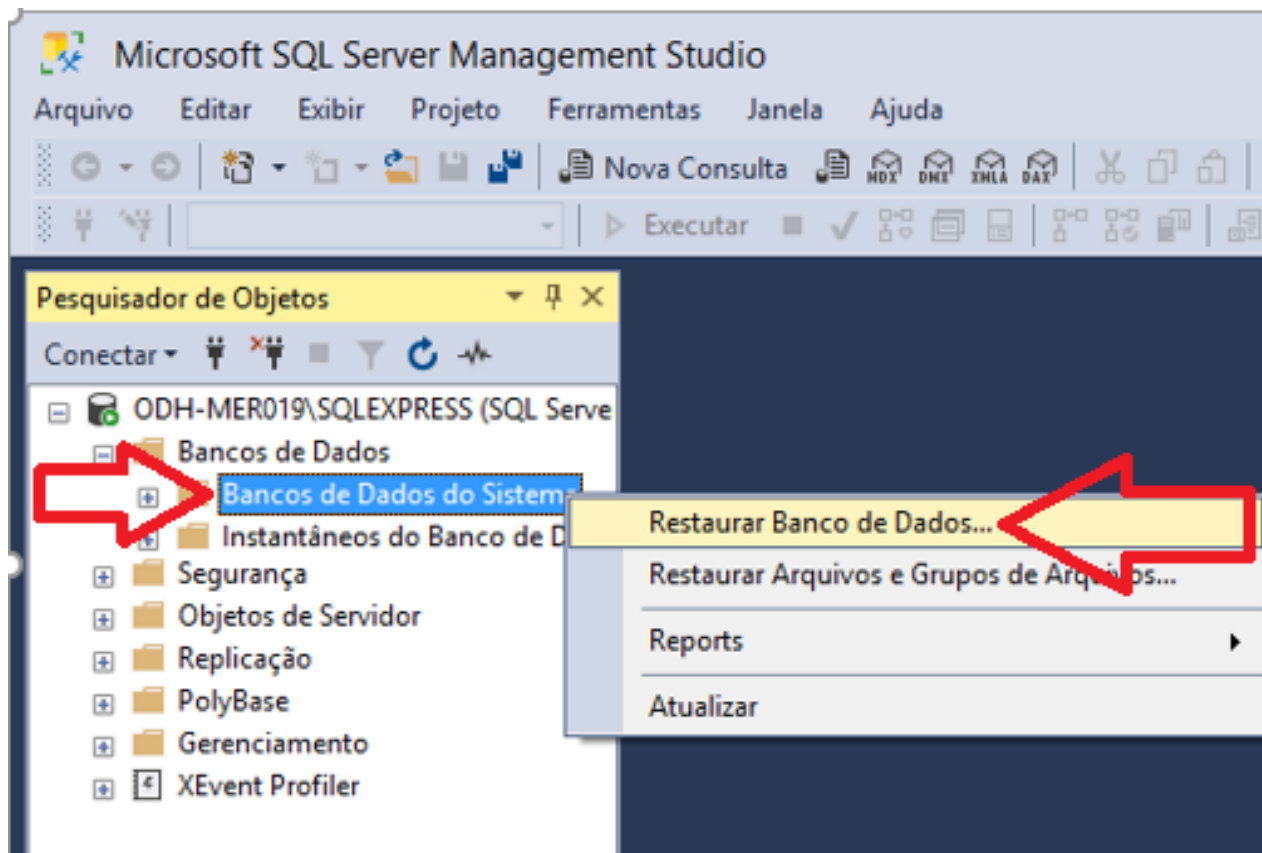 Microsoft SQL Server Management Studio
Arquivo Editar Exibir Projeto Ferramentas Janela Ajuda
Nova Consulta MDX DMX XMLA DAX
Executar
Pesquisador de Objetos
Conectar
ODH-MER019\SQLEXPRESS (SQL Serve
Bancos de Dados
Bancos de Dados do Sistema
Instantâneos do Banco de D
Segurança
Objetos de Servidor
Replicação
PolyBase
Gerenciamento
XEvent Profiler
Restaurar Banco de Dados...
Restaurar Arquivos e Grupos de Arquivos...
Reports
Atualizar